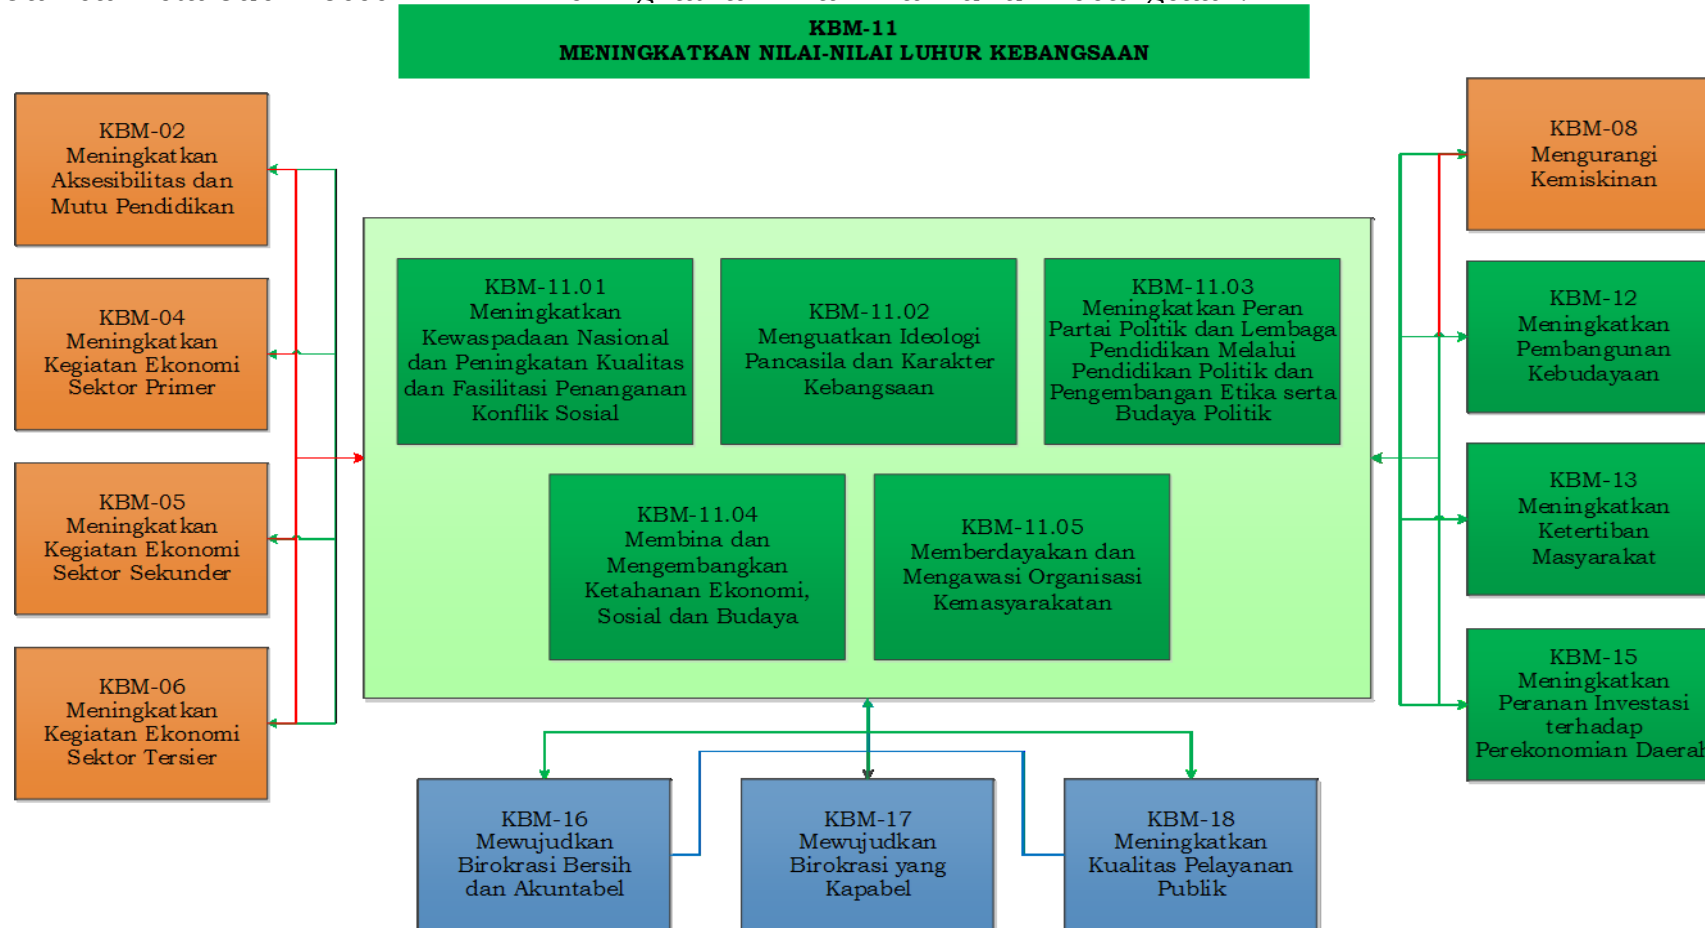 KBM-11
MENINGKATKAN NILAI-NILAI LUHUR KEBANGSAAN
KBM-02
Meningkatkan
Aksesibilitas dan
Mutu Pendidikan
KBM-04
Meningkatkan
Kegiatan Ekonomi
Sektor Primer
KBM-05
Meningkatkan
Kegiatan Ekonomi
Sektor Sekunder
KBM-06
Meningkatkan
Kegiatan Ekonomi
Sektor Tersier
KBM-11.01
Meningkatkan
Kewaspadaan Nasional
dan Peningkatan Kualitas
dan Fasilitasi Penanganan
Konflik Sosial
KBM-11.02
Menguatkan Ideologi
Pancasila dan Karakter
Kebangsaan
KBM-11.03
Meningkatkan Peran
Partai Politik dan Lembaga
Pendidikan Melalui
Pendidikan Politik dan
Pengembangan Etika serta
Budaya Politik
KBM-11.04
Membina dan
Mengembangkan
Ketahanan Ekonomi,
Sosial dan Budaya
KBM-11.05
Memberdayakan dan
Mengawasi Organisasi
Kemasyarakatan
KBM-08
Mengurangi
Kemiskinan
KBM-12
Meningkatkan
Pembangunan
Kebudayaan
KBM-13
Meningkatkan
Ketertiban
Masyarakat
KBM-15
Meningkatkan
Peranan Investasi
terhadap
Perekonomian Daerah
KBM-16
Mewujudkan
Birokrasi Bersih
dan Akuntabel
KBM-17
Mewujudkan
Birokrasi yang
Kapabel
KBM-18
Meningkatkan
Kualitas Pelayanan
Publik